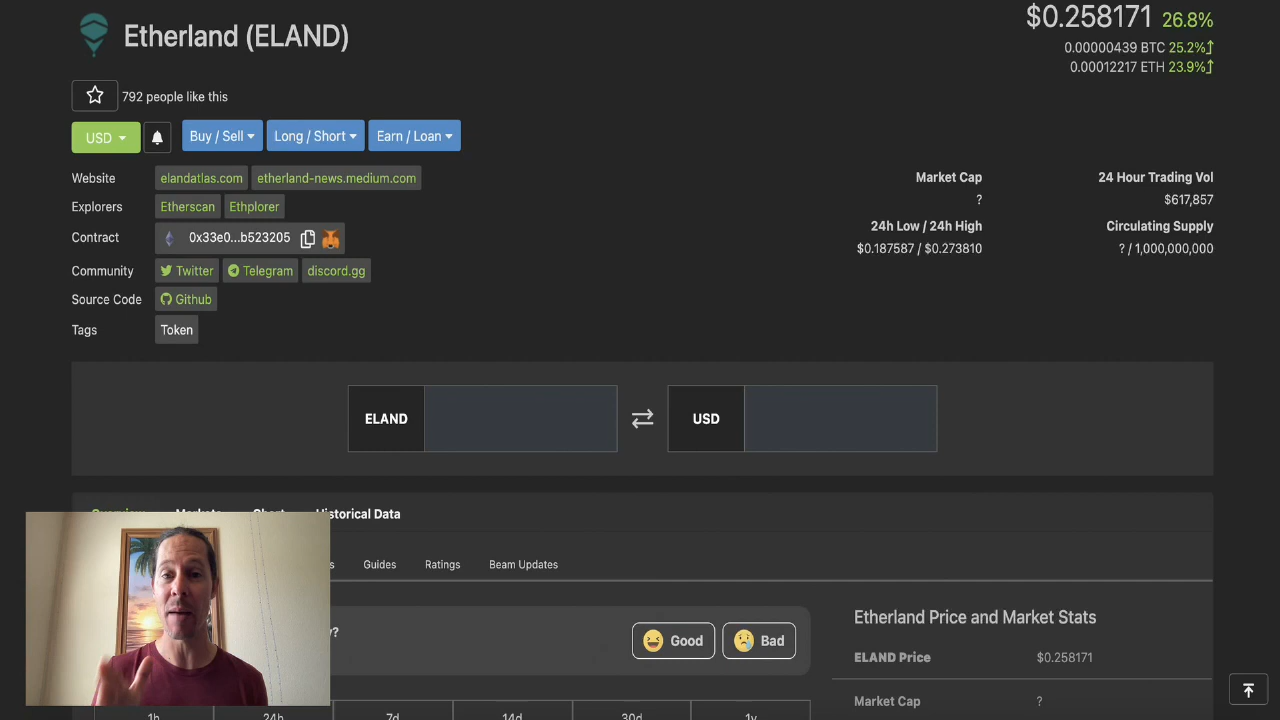 Etherland (ELAND)
$0.258171 26.8%
0.00000439 BTC 25.2%
0.00012217 ETH 23.9%
792 people like this
USD
Buy / Sell
Long / Short
Earn / Loan
Website elandatlas.com etherland-news.medium.com
Explorers Etherscan Ethplorer
Contract 0x33e0...b523205
Community Twitter Telegram discord.gg
Source Code Github
Tags Token
Market Cap
?
24 Hour Trading Vol
$617,857
24h Low / 24h High
$0.187587 / $0.273810
Circulating Supply
? / 1,000,000,000
ELAND
USD
Historical Data
Guides Ratings Beam Updates
Good Bad
Etherland Price and Market Stats
ELAND Price $0.258171
Market Cap ?
1h 24h 7d 14d 30d 1y